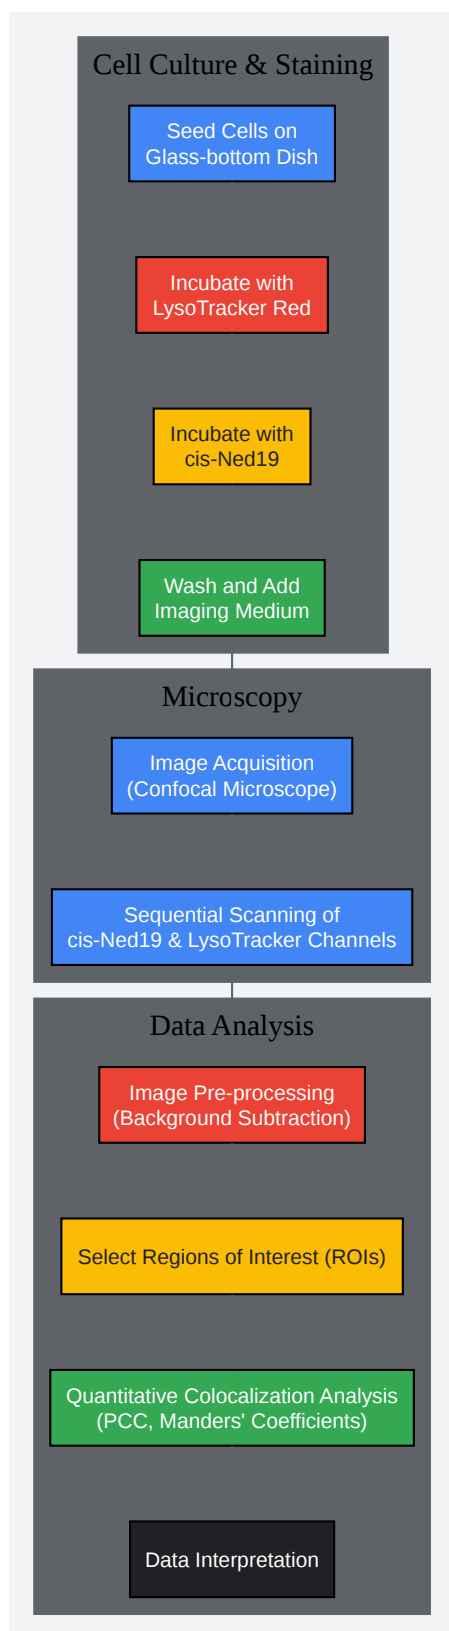 Cell Culture & Staining
Seed Cells on
Glass-bottom Dish
Incubate with
LysoTracker Red
Incubate with
cis-Ned19
Wash and Add
Imaging Medium
Microscopy
Image Acquisition
(Confocal Microscope)
Sequential Scanning of
cis-Ned19 & LysoTracker Channels
Data Analysis
Image Pre-processing
(Background Subtraction)
Select Regions of Interest (ROIs)
Quantitative Colocalization Analysis
(PCC, Manders' Coefficients)
Data Interpretation